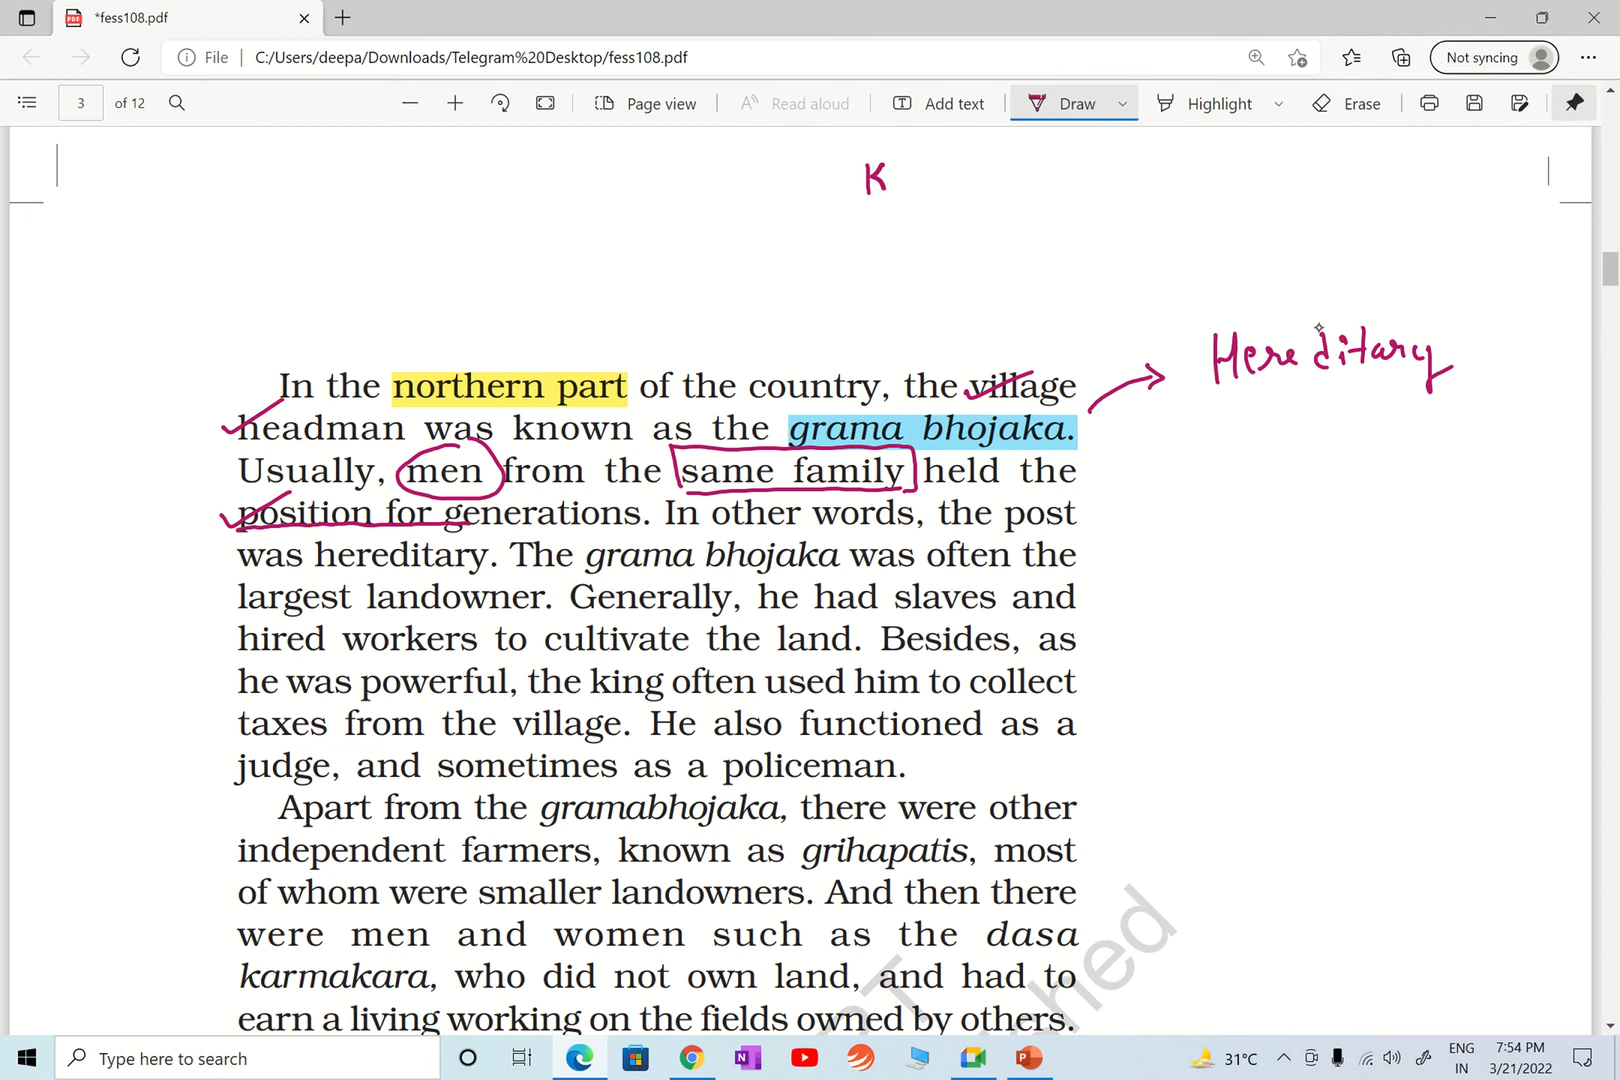 *fess108.pdf
File
C:/Users/deepa/Downloads/Telegram%20Desktop/fess108.pdf
Not syncing
3 of 12
Page view
Read aloud
Add text
Draw
Highlight
Erase
K
Hereditary
In the northern part of the country, the village
headman was known as the grama bhojaka.
Usually, men from the same family held the
position for generations. In other words, the post
was hereditary. The grama bhojaka was often the
largest landowner. Generally, he had slaves and
hired workers to cultivate the land. Besides, as
he was powerful, the king often used him to collect
taxes from the village. He also functioned as a
judge, and sometimes as a policeman.
Apart from the gramabhojaka, there were other
independent farmers, known as grihapatis, most
of whom were smaller landowners. And then there
were men and women such as the dasa
karmakara, who did not own land, and had to
earn a living working on the fields owned by others.
Type here to search
31°C
ENG
IN
7:54 PM
3/21/2022